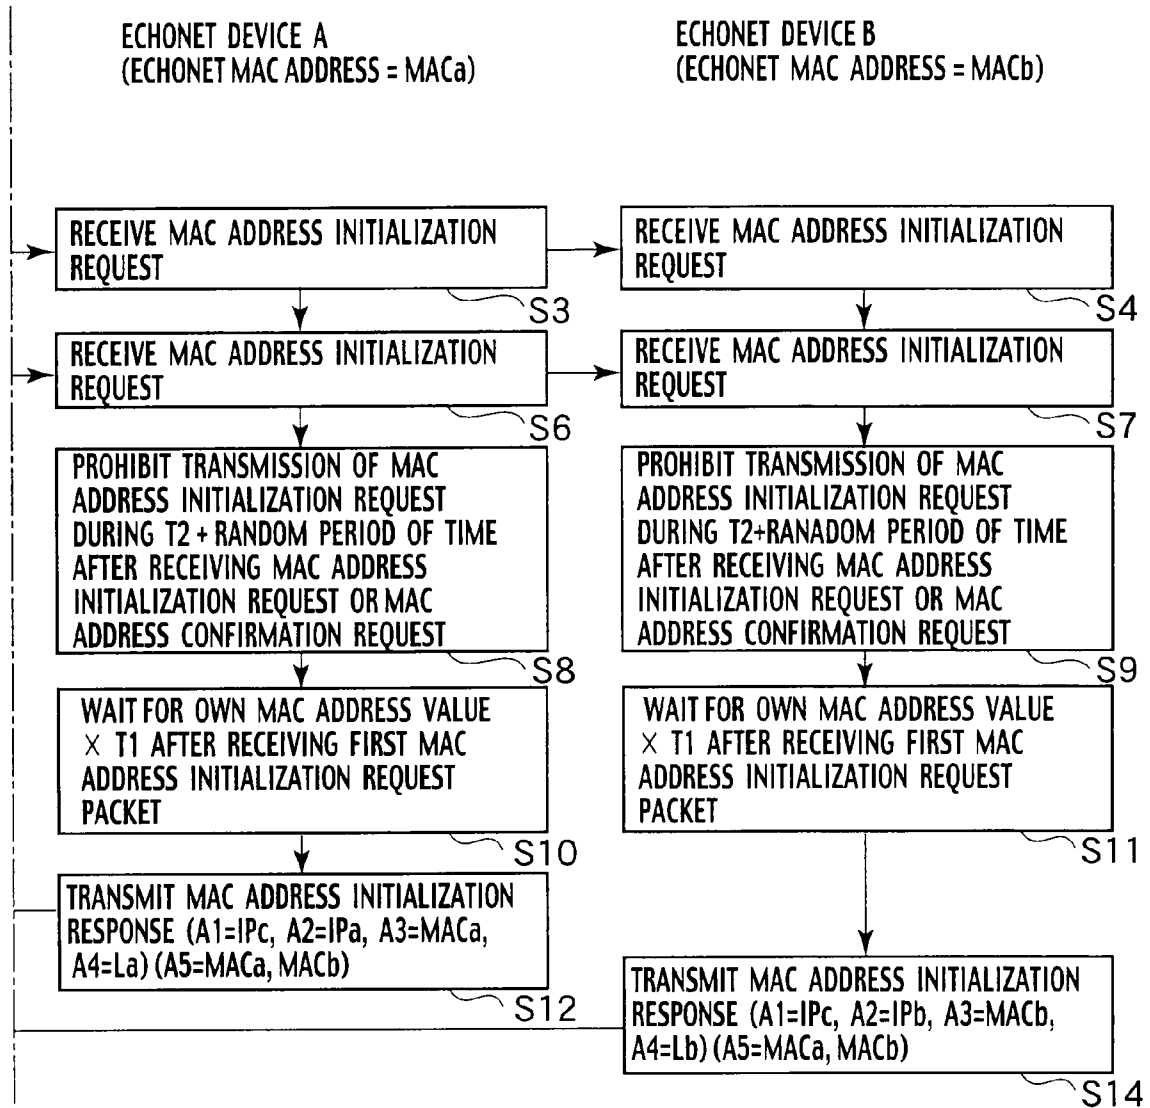 ECHONET DEVICE A
(ECHONET MAC ADDRESS = MACa)
ECHONET DEVICE B
(ECHONET MAC ADDRESS = MACb)
RECEIVE MAC ADDRESS INITIALIZATION
REQUEST
S3
RECEIVE MAC ADDRESS INITIALIZATION
REQUEST
S4
RECEIVE MAC ADDRESS INITIALIZATION
REQUEST
S6
RECEIVE MAC ADDRESS INITIALIZATION
REQUEST
S7
PROHIBIT TRANSMISSION OF MAC
ADDRESS INITIALIZATION REQUEST
DURING T2 + RANDOM PERIOD OF TIME
AFTER RECEIVING MAC ADDRESS
INITIALIZATION REQUEST OR MAC
ADDRESS CONFIRMATION REQUEST
S8
PROHIBIT TRANSMISSION OF MAC
ADDRESS INITIALIZATION REQUEST
DURING T2+RANADOM PERIOD OF TIME
AFTER RECEIVING MAC ADDRESS
INITIALIZATION REQUEST OR MAC
ADDRESS CONFIRMATION REQUEST
S9
WAIT FOR OWN MAC ADDRESS VALUE
× T1 AFTER RECEIVING FIRST MAC
ADDRESS INITIALIZATION REQUEST
PACKET
S10
WAIT FOR OWN MAC ADDRESS VALUE
× T1 AFTER RECEIVING FIRST MAC
ADDRESS INITIALIZATION REQUEST
PACKET
S11
TRANSMIT MAC ADDRESS INITIALIZATION
RESPONSE (A1=IPc, A2=IPa, A3=MACa,
A4=La) (A5=MACa, MACb)
S12
TRANSMIT MAC ADDRESS INITIALIZATION
RESPONSE (A1=IPc, A2=IPb, A3=MACb,
A4=Lb) (A5=MACa, MACb)
S14